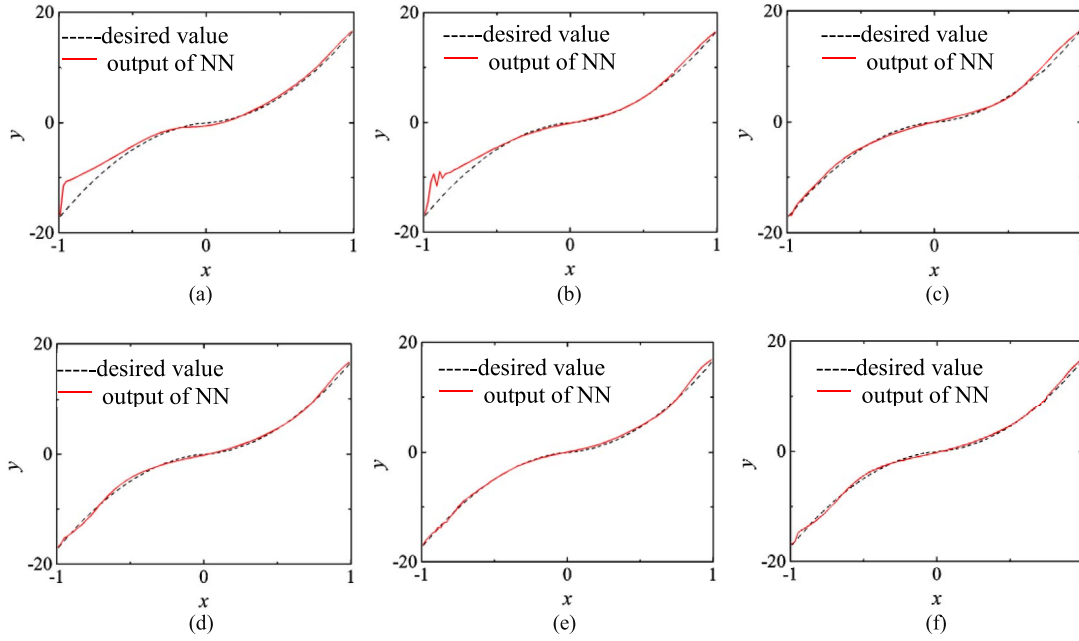 20
desired value
output of NN
y
0
-20
-1
0
1
x
(a)
20
desired value
output of NN
y
0
-20
-1
0
1
x
(b)
20
desired value
output of NN
y
0
-20
-1
0
1
x
(c)
20
desired value
output of NN
y
0
-20
-1
0
1
x
(d)
20
desired value
output of NN
y
0
-20
-1
0
1
x
(e)
20
desired value
output of NN
y
0
-20
-1
0
x
(f)